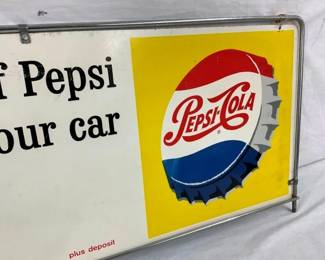 f Pepsi
our car
PEPSI-COLA
®
plus deposit